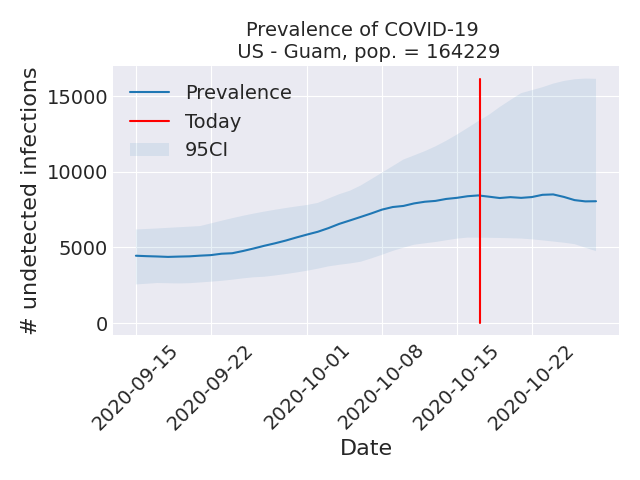 Prevalence of COVID-19
US - Guam, pop. = 164229
# undetected infections
15000
10000
5000
0
Prevalence
Today
95CI
2020-09-15
2020-09-22
2020-10-01
2020-10-08
2020-10-15
2020-10-22
Date